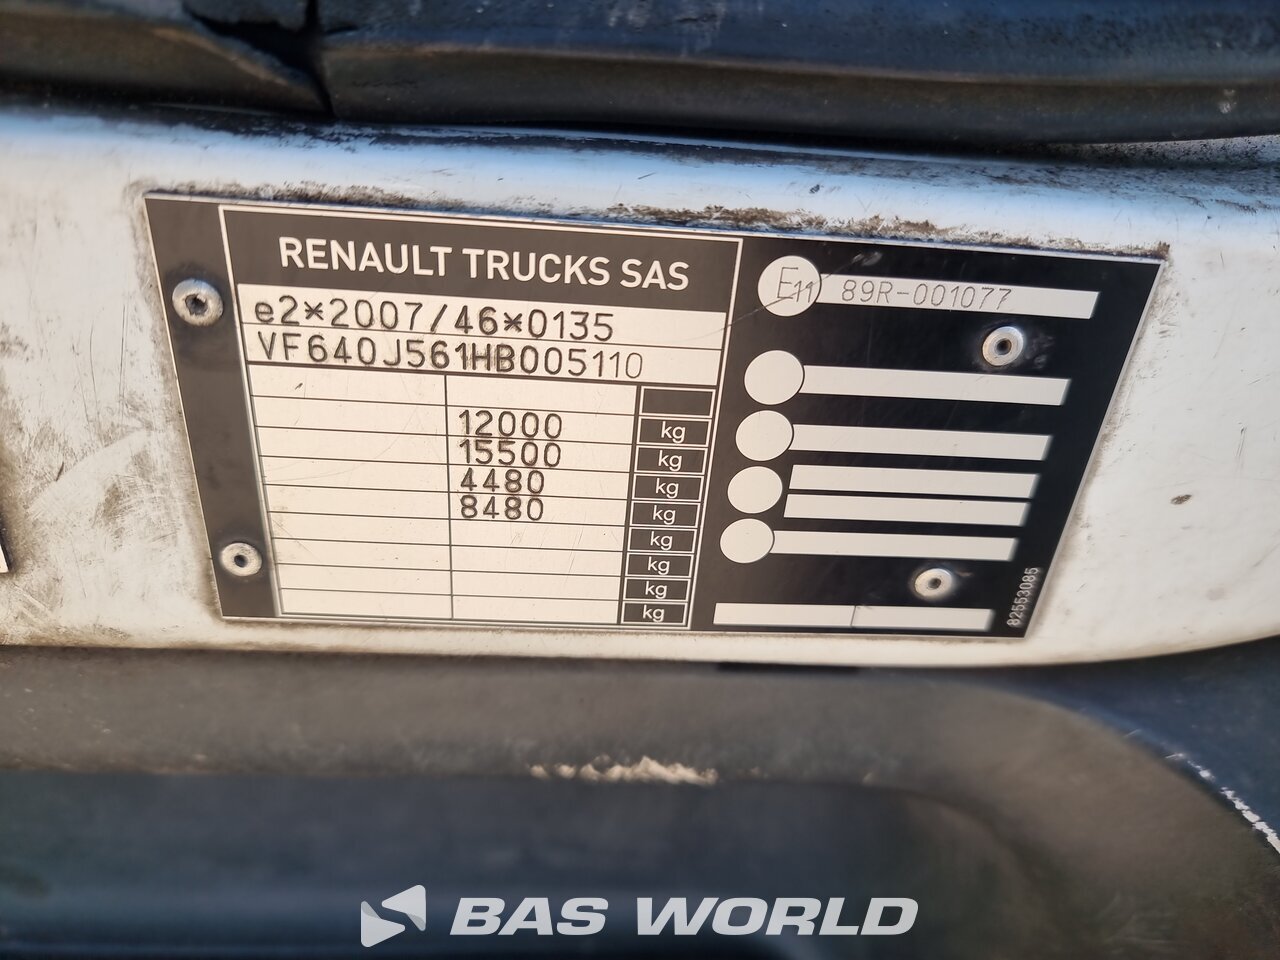 RENAULT TRUCKS SAS
e2*2007/46*0135
VF640J561HB005110
12000 kg
15500 kg
4480 kg
8480 kg
kg
kg
kg
kg
E11 89R-001077
82553085
BAS WORLD